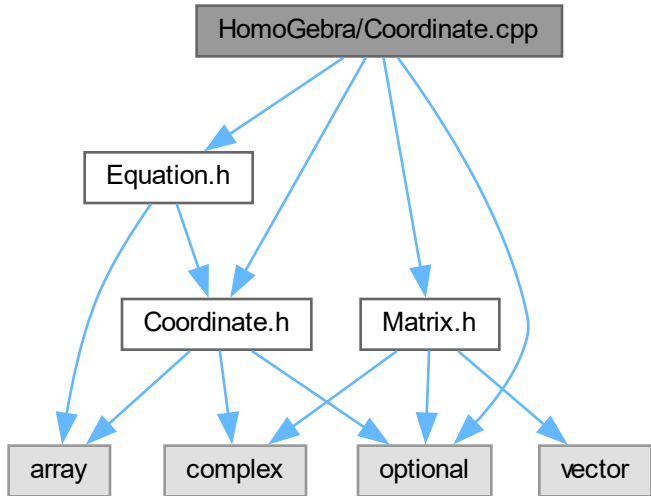 HomoGebra/Coordinate.cpp
Equation.h
Coordinate.h
Matrix.h
array
complex
optional
vector